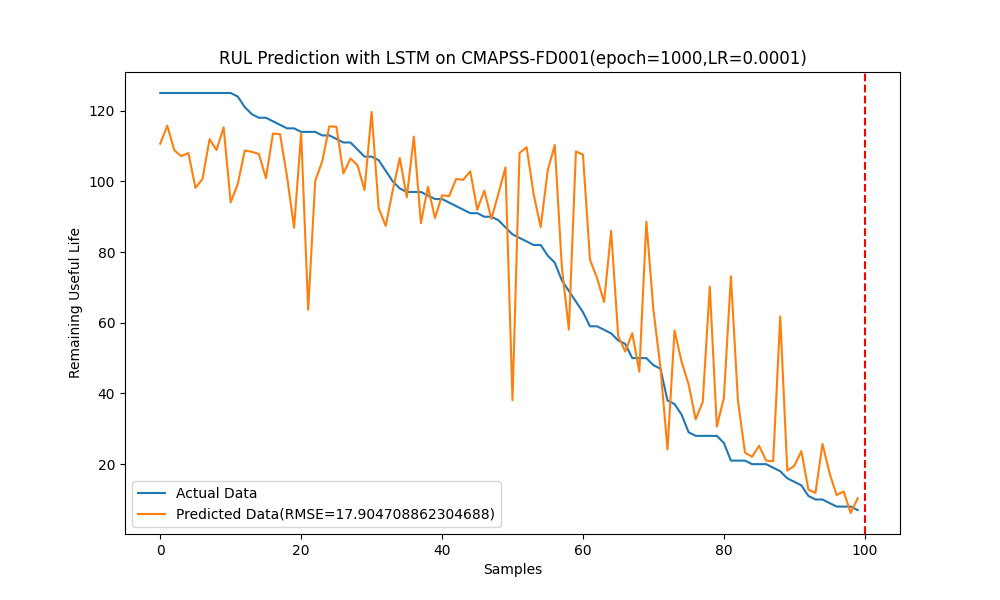 RUL Prediction with LSTM on CMAPSS-FD001(epoch=1000,LR=0.0001)
Remaining Useful Life
120
100
80
60
40
20
Actual Data
Predicted Data(RMSE=17.904708862304688)
0 20 40 60 80 100
Samples